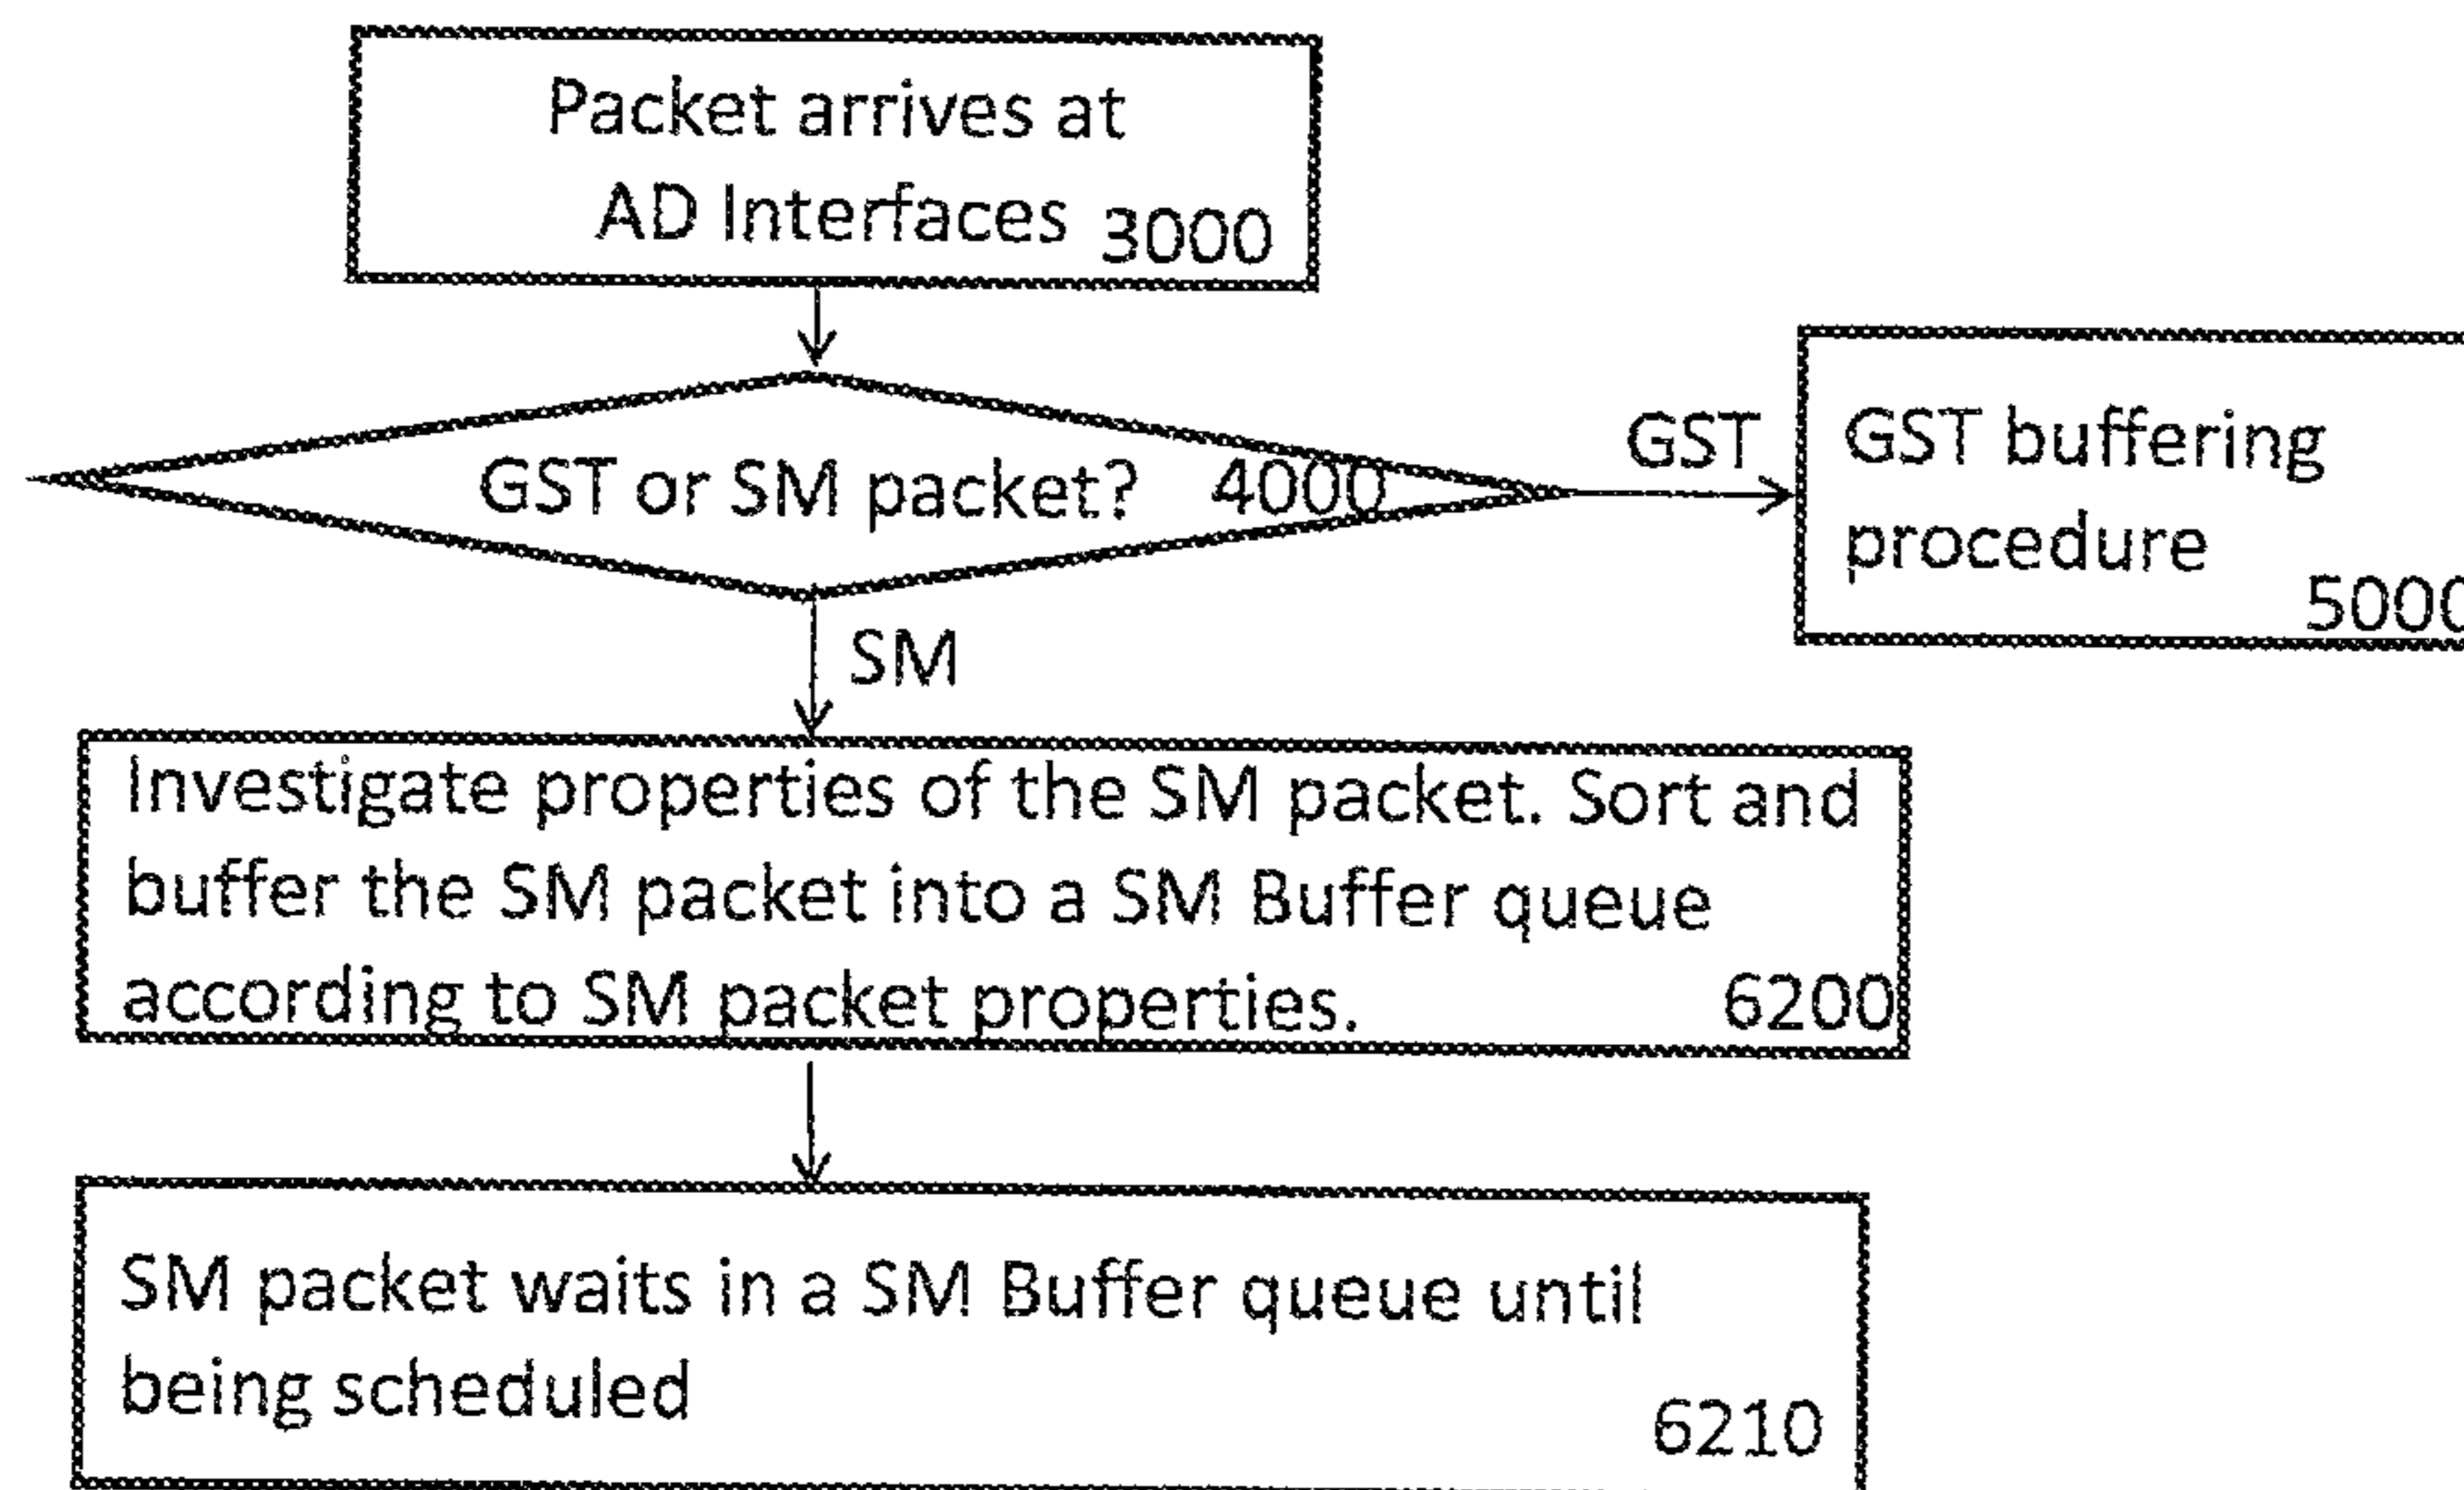 Packet arrives at
AD Interfaces 3000
GST or SM packet? 4000
GST
GST buffering
procedure
5000
SM
Investigate properties of the SM packet. Sort and
buffer the SM packet into a SM Buffer queue
according to SM packet properties. 6200
SM packet waits in a SM Buffer queue until
being scheduled
6210